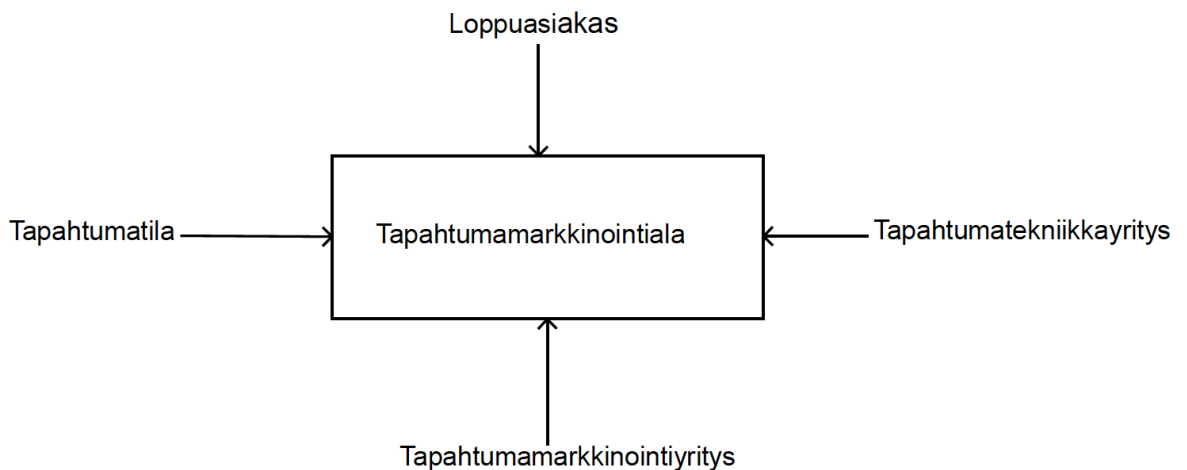 Loppuasiakas
Tapahtumatila
Tapahtumamarkkinointiala
Tapahtumatekniikkayritys
Tapahtumamarkkinointiyritys